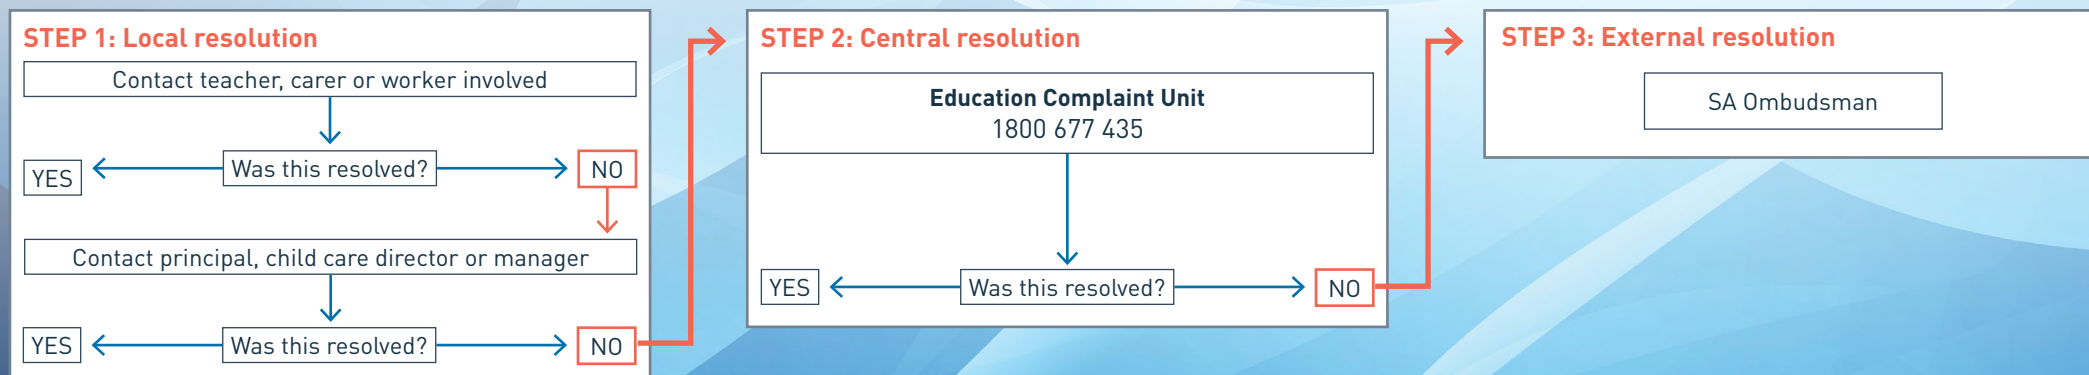 STEP 1: Local resolution
Contact teacher, carer or worker involved
YES
Was this resolved?
NO
Contact principal, child care director or manager
YES
Was this resolved?
NO
STEP 2: Central resolution
Education Complaint Unit
1800 677 435
YES
Was this resolved?
NO
STEP 3: External resolution
SA Ombudsman